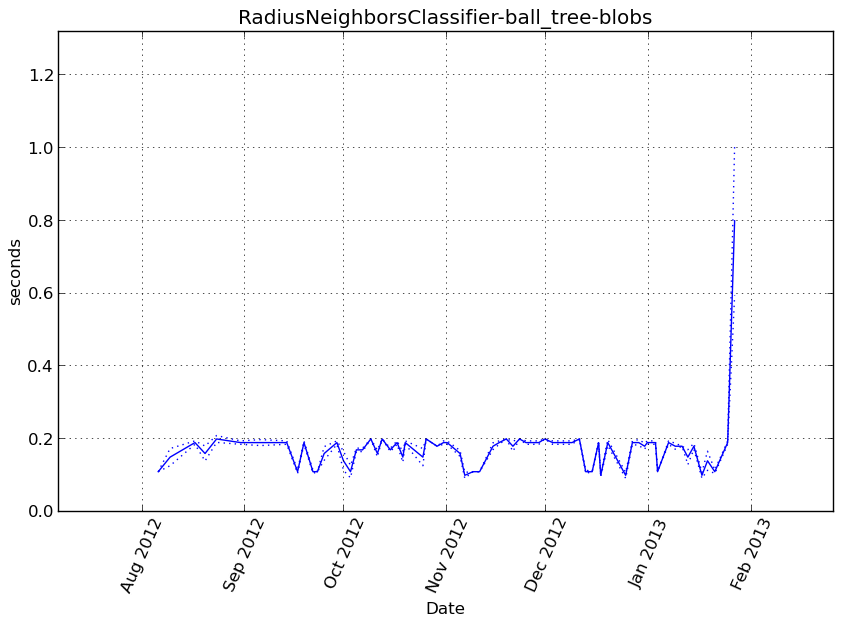 RadiusNeighborsClassifier-ball_tree-blobs
1.2
1.0
0.8
0.6
0.4
0.2
0.0
seconds
Aug 2012
Sep 2012
Oct 2012
Nov 2012
Dec 2012
Jan 2013
Feb 2013
Date